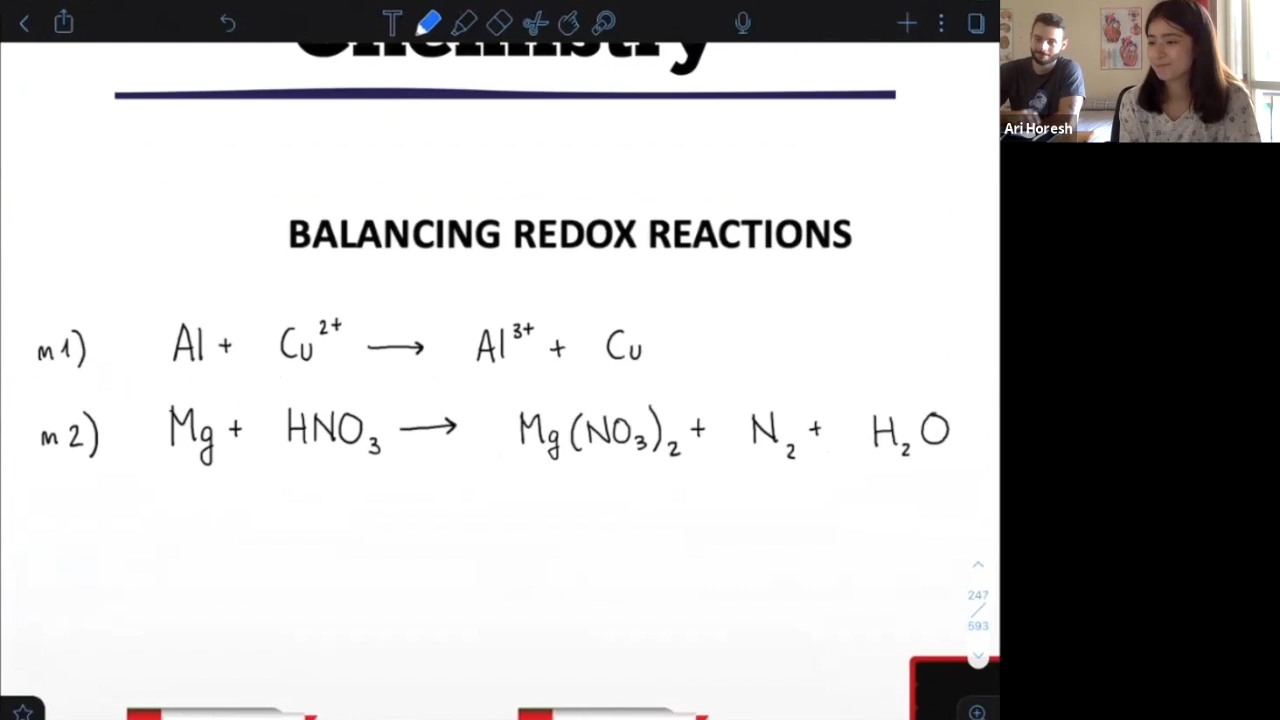 Chemistry
Ari Horesh
BALANCING REDOX REACTIONS
m1) Al + Cu²⁺ ⟶ Al³⁺ + Cu
m2) Mg + HNO₃ ⟶ Mg(NO₃)₂ + N₂ + H₂O
247
/
593